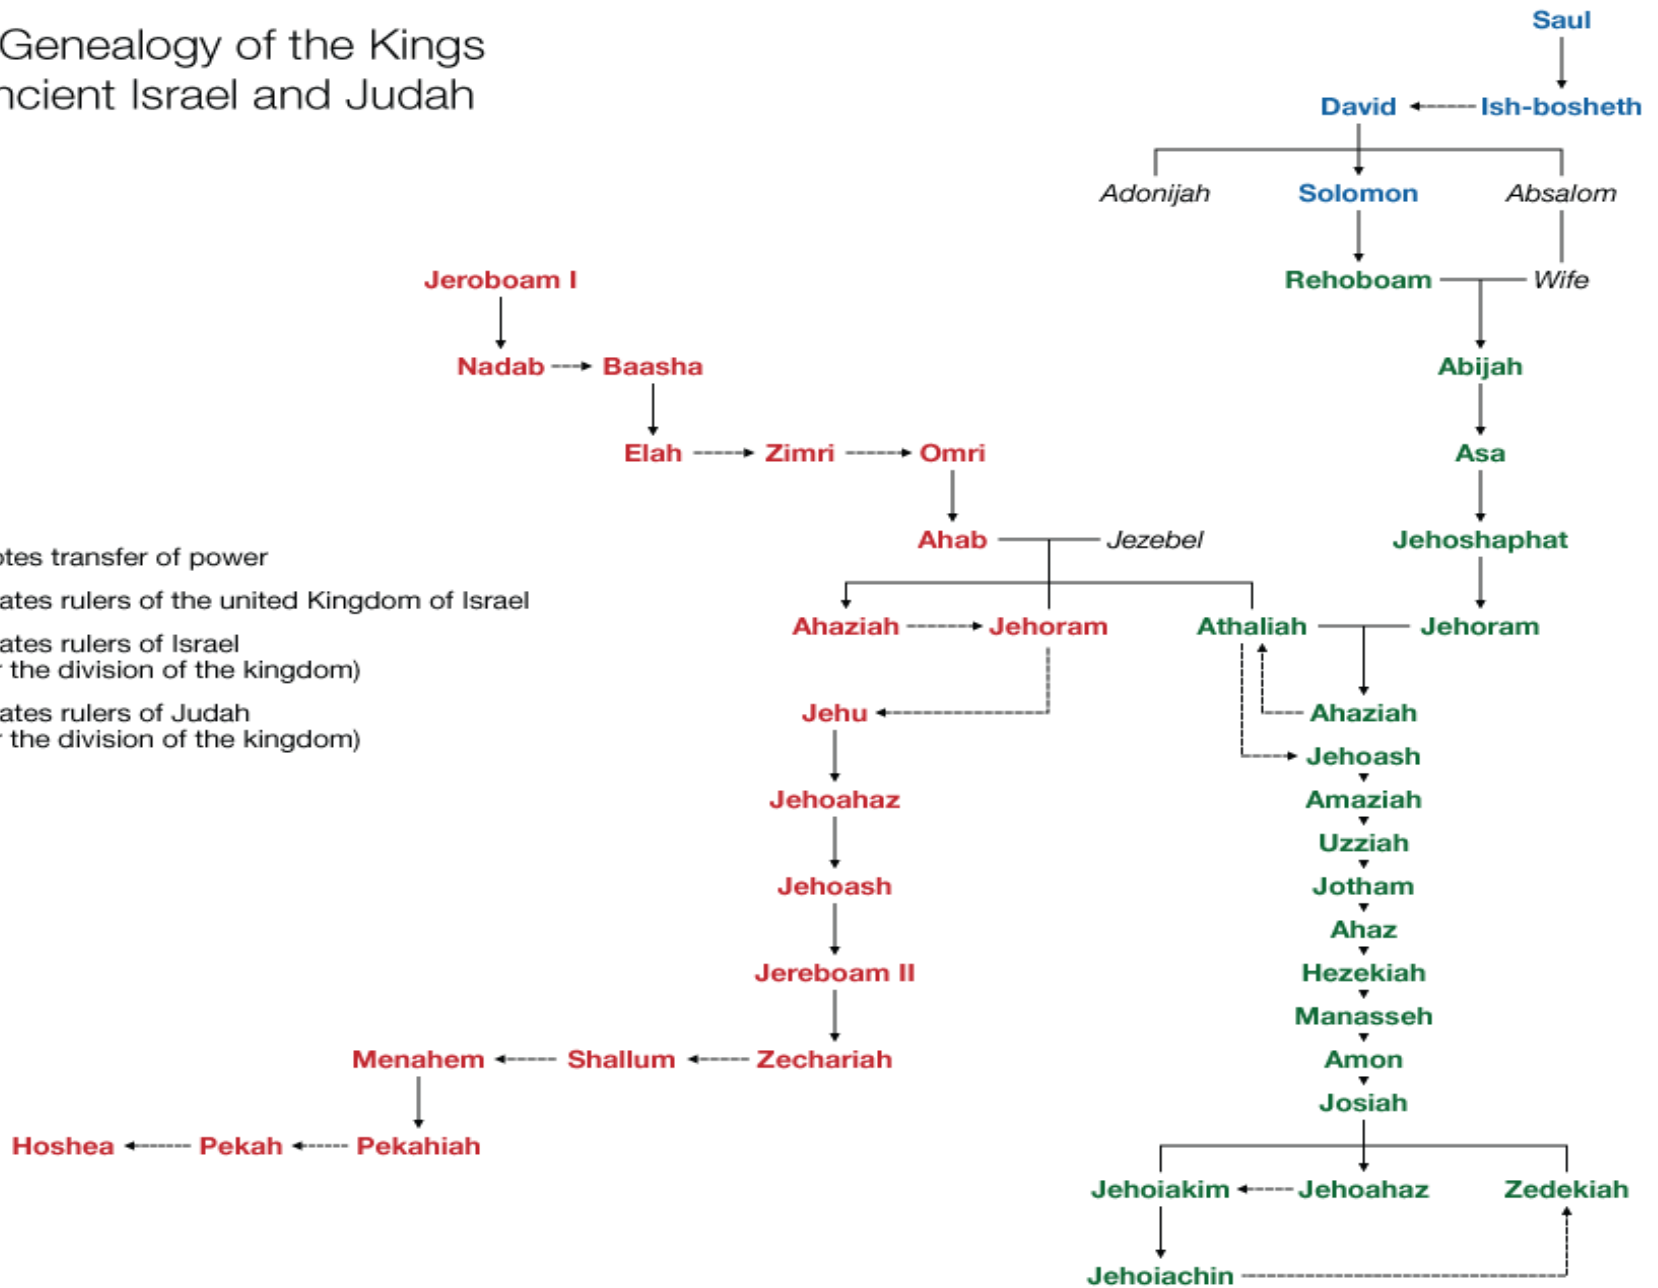 Genealogy of the Kings
ncient Israel and Judah
Saul
David Ish-bosheth
Adonijah Solomon Absalom
Jeroboam I Rehoboam Wife
Nadab Baasha Abijah
Elah Zimri Omri Asa
Ahab Jezebel Jehoshaphat
otes transfer of power
ates rulers of the united Kingdom of Israel
Ahaziah Jehoram Athaliah Jehoram
ates rulers of Israel
r the division of the kingdom)
ates rulers of Judah
r the division of the kingdom)
Jehu Ahaziah
Jehoash
Jehoahaz Amaziah
Uzziah
Jehoash Jotham
Ahaz
Jereboam II Hezekiah
Manasseh
Menahem Shallum Zechariah Amon
Josiah
Hoshea Pekah Pekahiah
Jehoiakim Jehoahaz Zedekiah
Jehoiachin